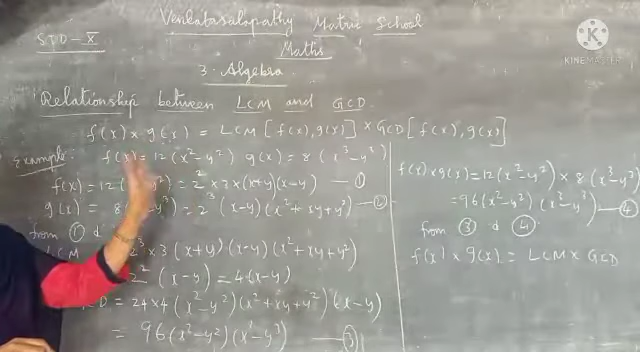 Venkatasalapathy Matric School
STD - X
Maths
KINEMASTER
3. Algebra
Relationship between LCM and GCD.
f(x) × g(x) = LCM [f(x), g(x)] × GCD [f(x), g(x)]
Example: f(x) = 12 (x² - y²) g(x) = 8 (x³ - y³)
f(x) = 12 ( y²) = 2² × 3 × (x+y) (x-y) — ①
g(x) = 8 ( - y³) = 2³ (x-y) (x² + xy + y²) — ②
from ① &
LCM 2³ × 3 (x+y) (x-y) (x² + xy + y²)
2² (x-y) = 4(x-y)
D = 24 × 4 (x² - y²) (x² + xy + y²) (x-y)
= 96 (x² - y²) (x³ - y³) — ③
f(x) × g(x) = 12 (x² - y²) × 8 (x³ - y³)
= 96 (x² - y²) (x³ - y³) — ④
from ③ & ④
f(x) × g(x) = LCM × GCD